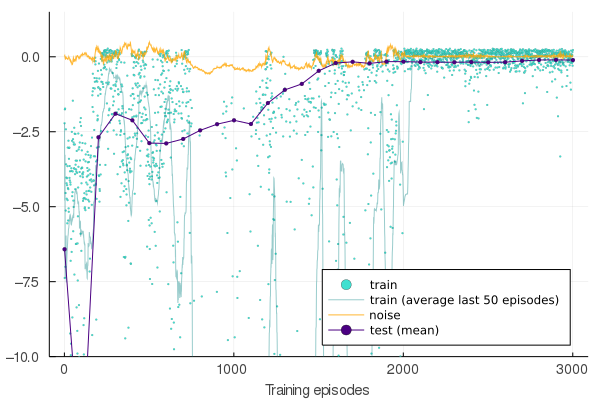 0.0
−2.5
−5.0
−7.5
−10.0
train
train (average last 50 episodes)
noise
test (mean)
0 1000 2000 3000
Training episodes